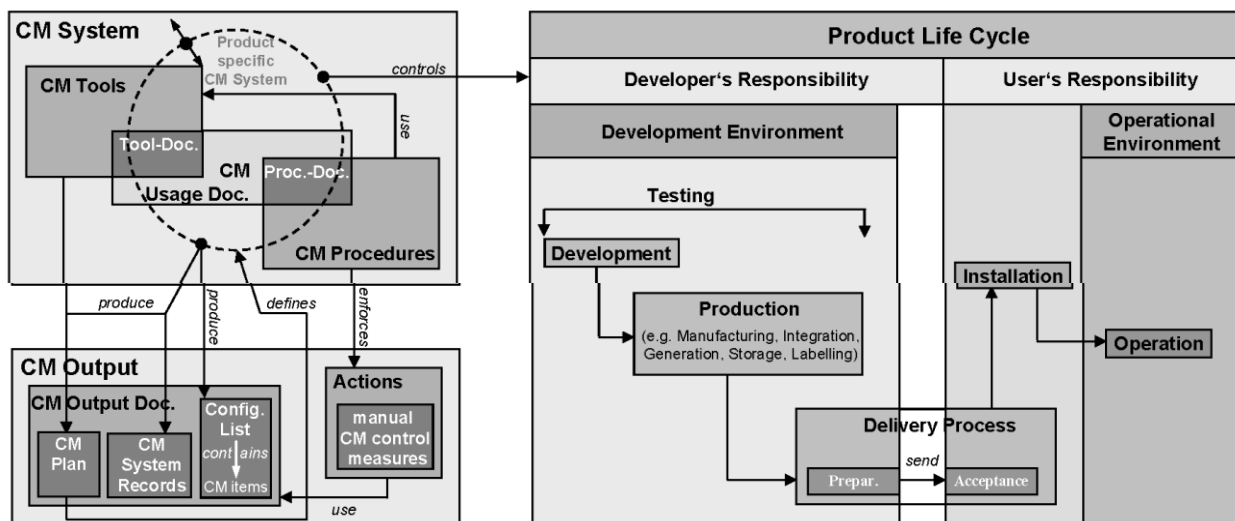 CM System
Product
specific
CM System
CM Tools
Tool-Doc.
CM
Usage Doc.
Proc.-Doc.
CM Procedures
use
controls
produce
produce
defines
enforces
CM Output
CM Output Doc.
CM
Plan
CM
System
Records
Config.
List
cont ains
CM items
Actions
manual
CM control
measures
use
Product Life Cycle
Developer‘s Responsibility
User‘s Responsibility
Development Environment
Operational
Environment
Testing
Development
Production
(e.g. Manufacturing, Integration,
Generation, Storage, Labelling)
Installation
Operation
Delivery Process
Prepar.
send
Acceptance